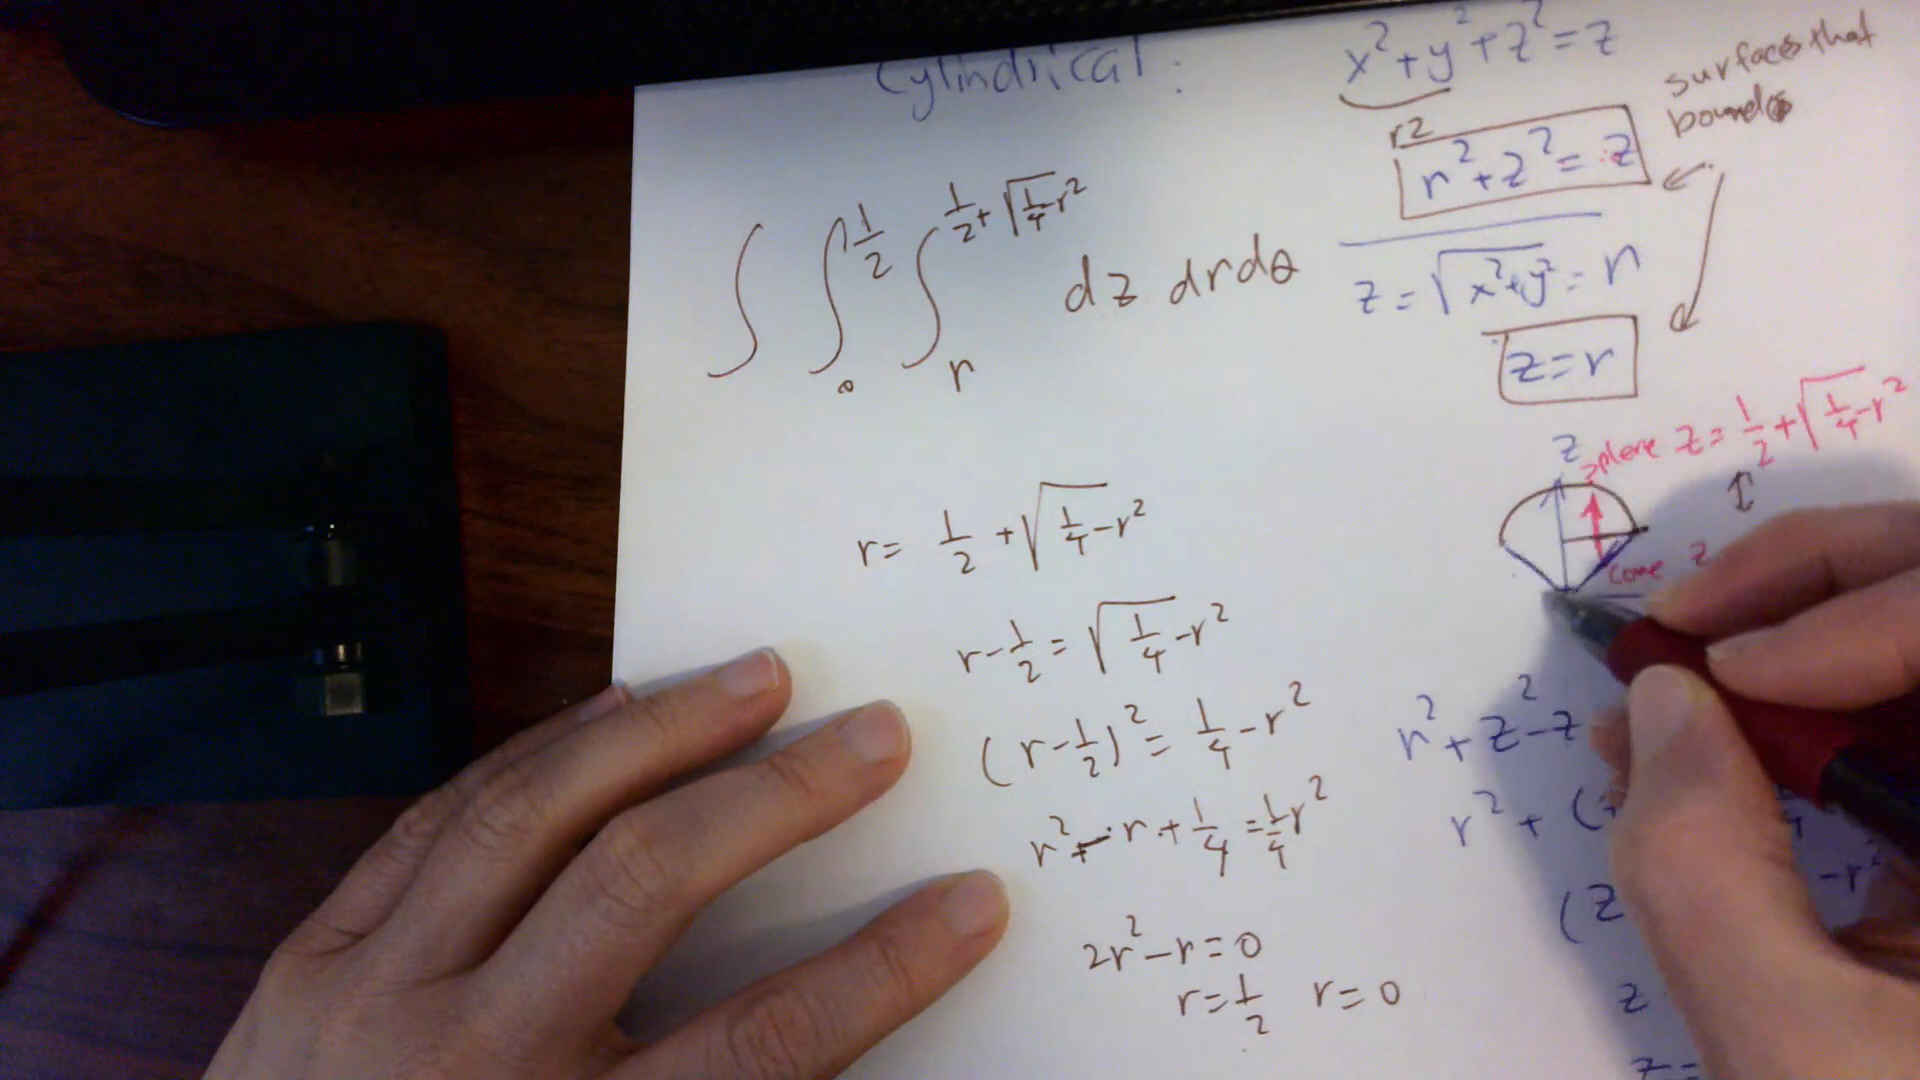 Cylindrical:
x² + y² + z² = z
surfaces that
bound
r2
r² + z² = z
∫ ∫₀^{1/2} ∫_r^{1/2 + √(1/4 - r²)} dz dr dθ
z = √(x² + y²) = r
z = r
z
sphere z = 1/2 + √(1/4 - r²)
cone z
r = 1/2 + √(1/4 - r²)
r - 1/2 = √(1/4 - r²)
(r - 1/2)² = 1/4 - r²
r² + z² - z
r² - r + 1/4 = 1/4 - r²
r² + (
- r²
(z
2r² - r = 0
r = 1/2 r = 0
z
z =